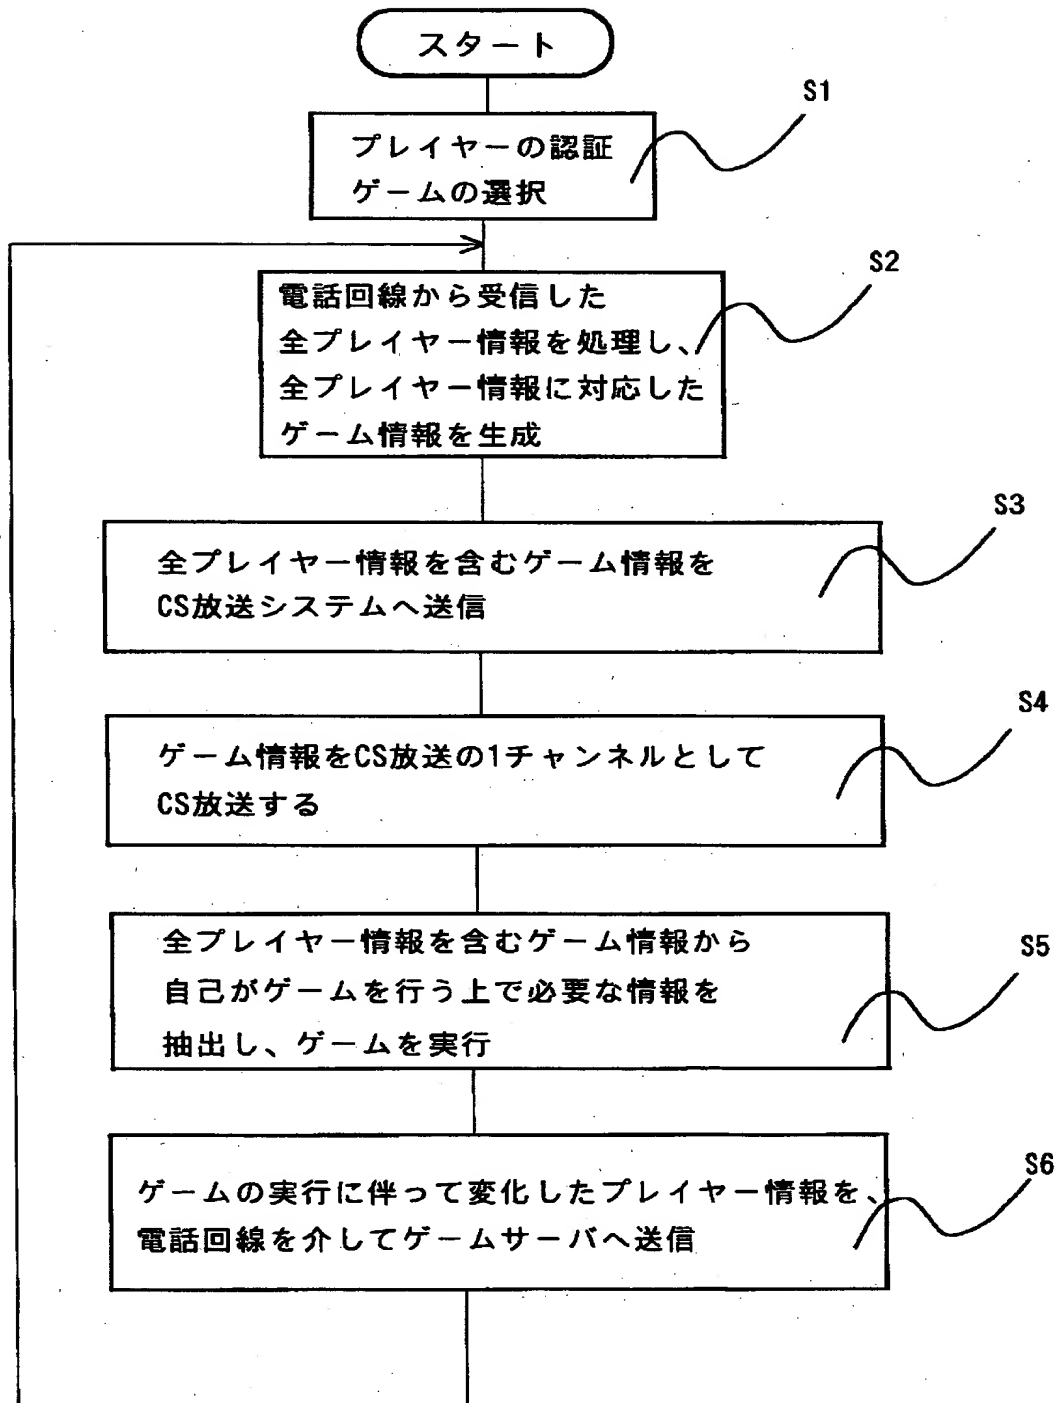 スタート
S1
プレイヤーの認証
ゲームの選択
S2
電話回線から受信した
全プレイヤー情報を処理し、
全プレイヤー情報に対応した
ゲーム情報を生成
S3
全プレイヤー情報を含むゲーム情報を
CS放送システムへ送信
S4
ゲーム情報をCS放送の1チャンネルとして
CS放送する
S5
全プレイヤー情報を含むゲーム情報から
自己がゲームを行う上で必要な情報を
抽出し、ゲームを実行
S6
ゲームの実行に伴って変化したプレイヤー情報を、
電話回線を介してゲームサーバへ送信